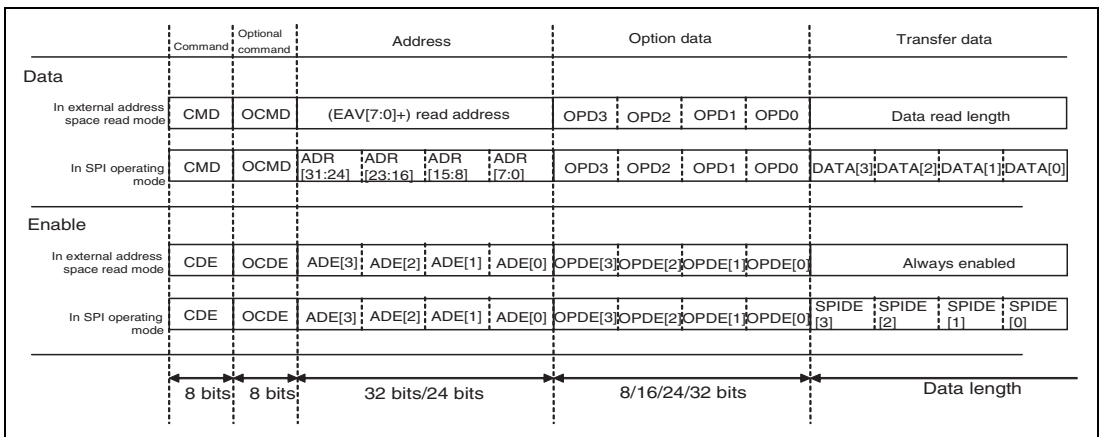 Command Optional command Address Option data Transfer data
Data
In external address space read mode CMD OCMD (EAV[7:0]+) read address OPD3 OPD2 OPD1 OPD0 Data read length
In SPI operating mode CMD OCMD ADR [31:24] ADR [23:16] ADR [15:8] ADR [7:0] OPD3 OPD2 OPD1 OPD0 DATA[3] DATA[2] DATA[1] DATA[0]
Enable
In external address space read mode CDE OCDE ADE[3] ADE[2] ADE[1] ADE[0] OPDE[3] OPDE[2] OPDE[1] OPDE[0] Always enabled
In SPI operating mode CDE OCDE ADE[3] ADE[2] ADE[1] ADE[0] OPDE[3] OPDE[2] OPDE[1] OPDE[0] SPIDE [3] SPIDE [2] SPIDE [1] SPIDE [0]
8 bits 8 bits 32 bits/24 bits 8/16/24/32 bits Data length